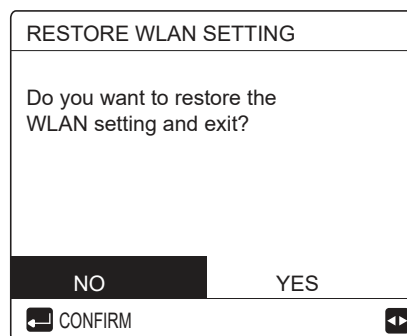 RESTORE WLAN SETTING
Do you want to restore the
WLAN setting and exit?
NO YES
CONFIRM